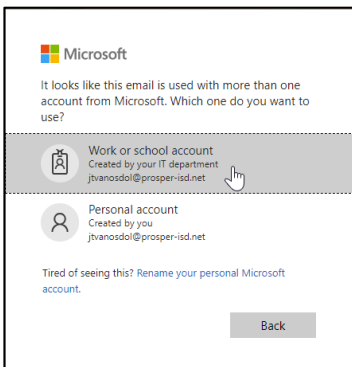 Microsoft
It looks like this email is used with more than one
account from Microsoft. Which one do you want to
use?
Work or school account
Created by your IT department
jtvanosdol@prosper-isd.net
Personal account
Created by you
jtvanosdol@prosper-isd.net
Tired of seeing this? Rename your personal Microsoft
account.
Back